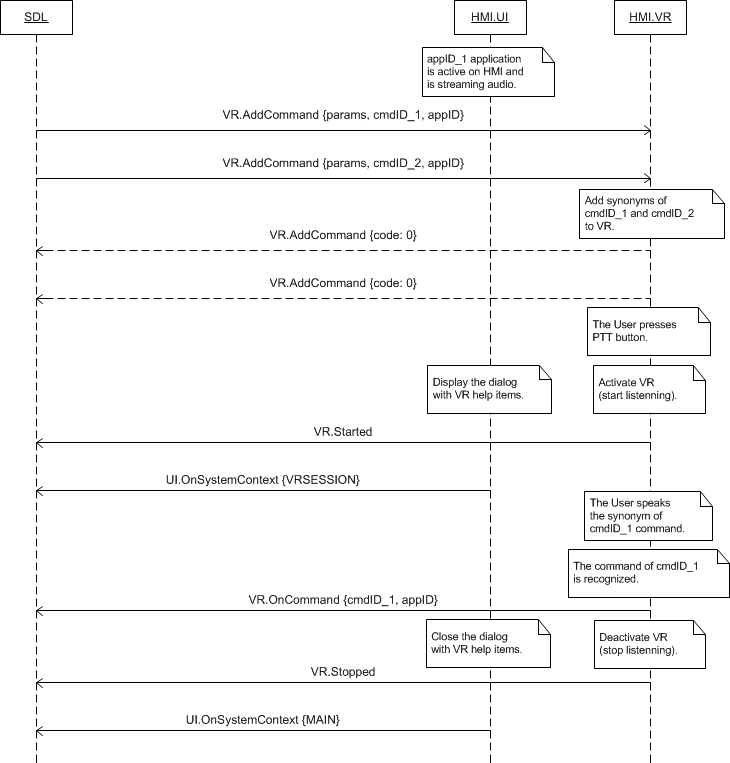 SDL
HMI.UI
HMI.VR
appID_1 application
is active on HMI and
is streaming audio.
VR.AddCommand {params, cmdID_1, appID}
VR.AddCommand {params, cmdID_2, appID}
Add synonyms of
cmdID_1 and cmdID_2
to VR.
VR.AddCommand {code: 0}
VR.AddCommand {code: 0}
The User presses
PTT button.
Display the dialog
with VR help items.
Activate VR
(start listenning).
VR.Started
UI.OnSystemContext {VRSESSION}
The User speaks
the synonym of
cmdID_1 command.
The command of cmdID_1
is recognized.
VR.OnCommand {cmdID_1, appID}
Close the dialog
with VR help items.
Deactivate VR
(stop listenning).
VR.Stopped
UI.OnSystemContext {MAIN}